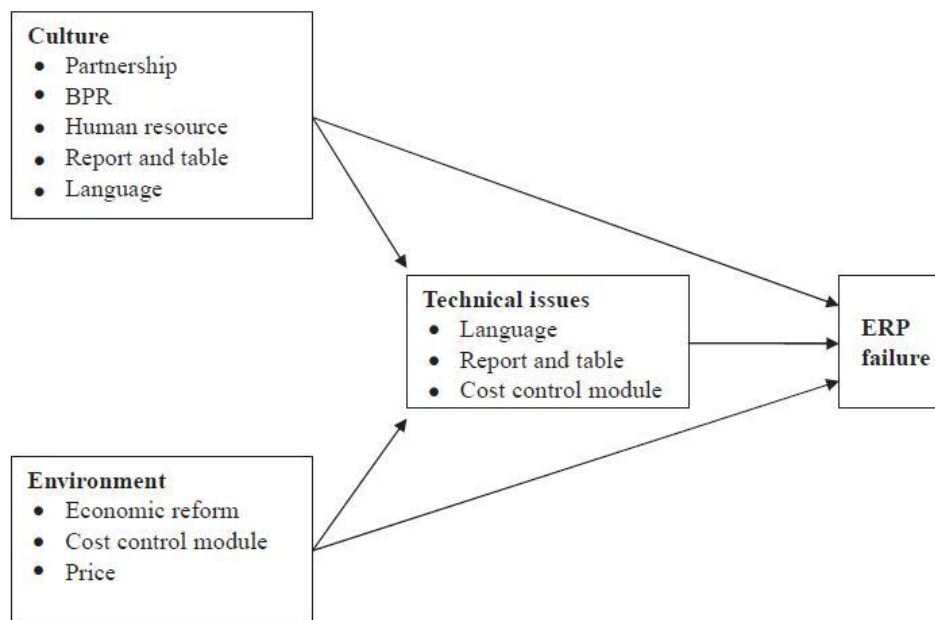 Culture
• Partnership
• BPR
• Human resource
• Report and table
• Language
Technical issues
• Language
• Report and table
• Cost control module
ERP
failure
Environment
• Economic reform
• Cost control module
• Price